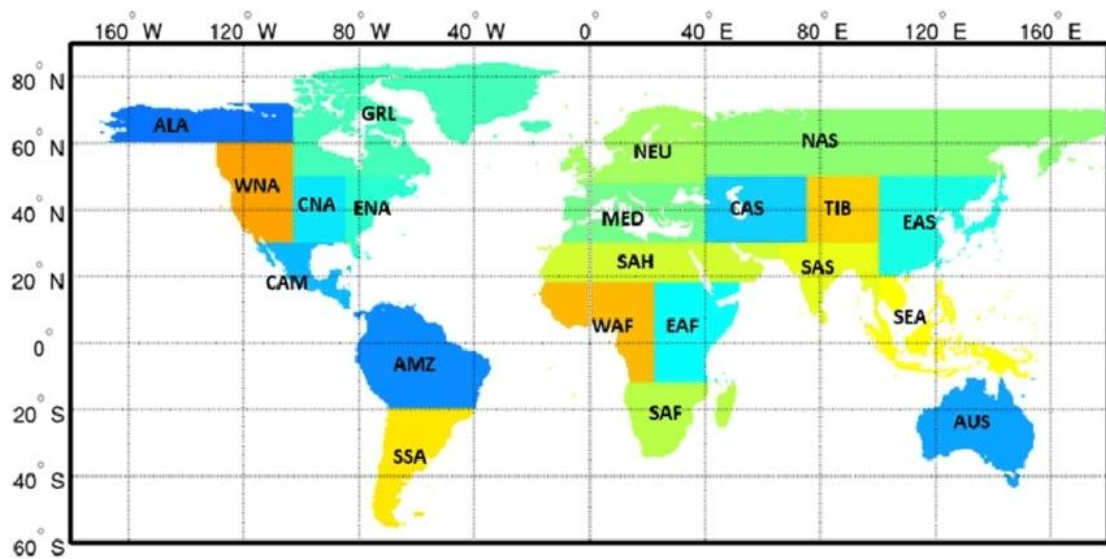 160° W 120° W 80° W 40° W 0° 40° E 80° E 120° E 160° E
80° N
GRL
ALA
60° N
NEU
NAS
WNA
CNA
ENA
40° N
MED
CAS
TIB
EAS
SAH
SAS
20° N
CAM
SEA
WAF
EAF
0°
AMZ
20° S
SAF
AUS
SSA
40° S
60° S